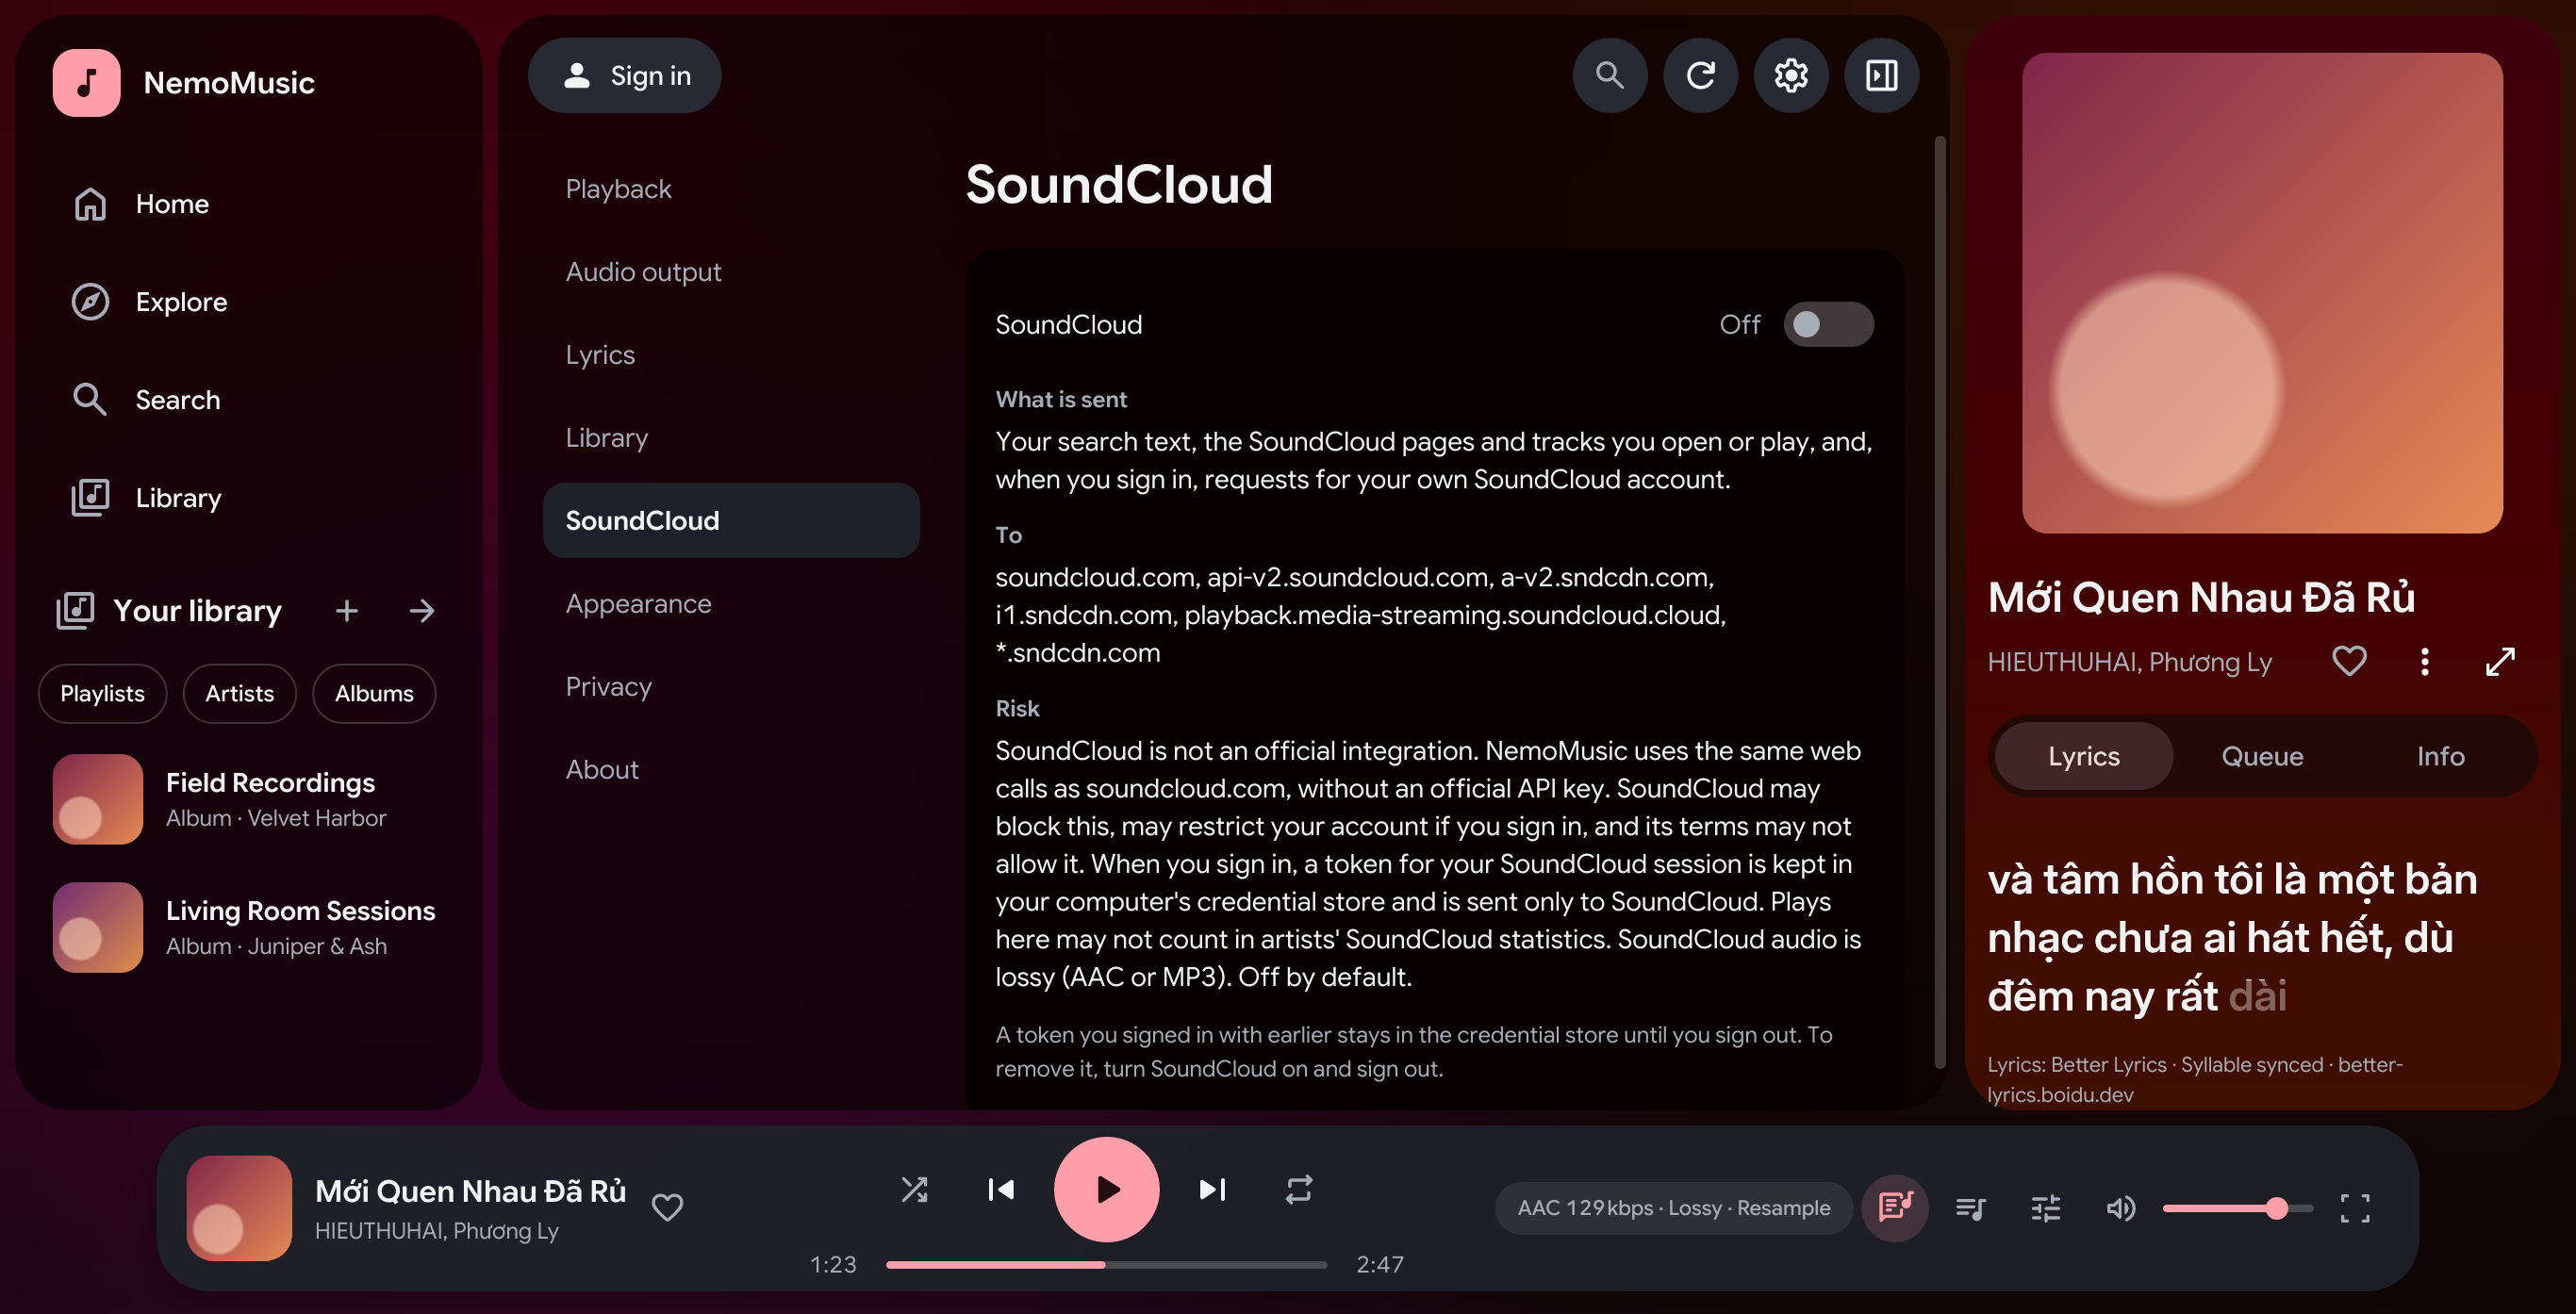 NemoMusic
Home
Explore
Search
Library
Your library
Playlists
Artists
Albums
Field Recordings
Album · Velvet Harbor
Living Room Sessions
Album · Juniper & Ash
Sign in
Playback
Audio output
Lyrics
Library
SoundCloud
Appearance
Privacy
About
SoundCloud
SoundCloud
Off
What is sent
Your search text, the SoundCloud pages and tracks you open or play, and,
when you sign in, requests for your own SoundCloud account.
To
soundcloud.com, api-v2.soundcloud.com, a-v2.sndcdn.com,
i1.sndcdn.com, playback.media-streaming.soundcloud.cloud,
*.sndcdn.com
Risk
SoundCloud is not an official integration. NemoMusic uses the same web
calls as soundcloud.com, without an official API key. SoundCloud may
block this, may restrict your account if you sign in, and its terms may not
allow it. When you sign in, a token for your SoundCloud session is kept in
your computer's credential store and is sent only to SoundCloud. Plays
here may not count in artists' SoundCloud statistics. SoundCloud audio is
lossy (AAC or MP3). Off by default.
A token you signed in with earlier stays in the credential store until you sign out. To
remove it, turn SoundCloud on and sign out.
Mới Quen Nhau Đã Rủ
HIEUTHUHAI, Phương Ly
Lyrics
Queue
Info
và tâm hồn tôi là một bản
nhạc chưa ai hát hết, dù
đêm nay rất dài
Lyrics: Better Lyrics · Syllable synced · better-
lyrics.boidu.dev
Mới Quen Nhau Đã Rủ
HIEUTHUHAI, Phương Ly
1:23
2:47
AAC 129 kbps · Lossy · Resample